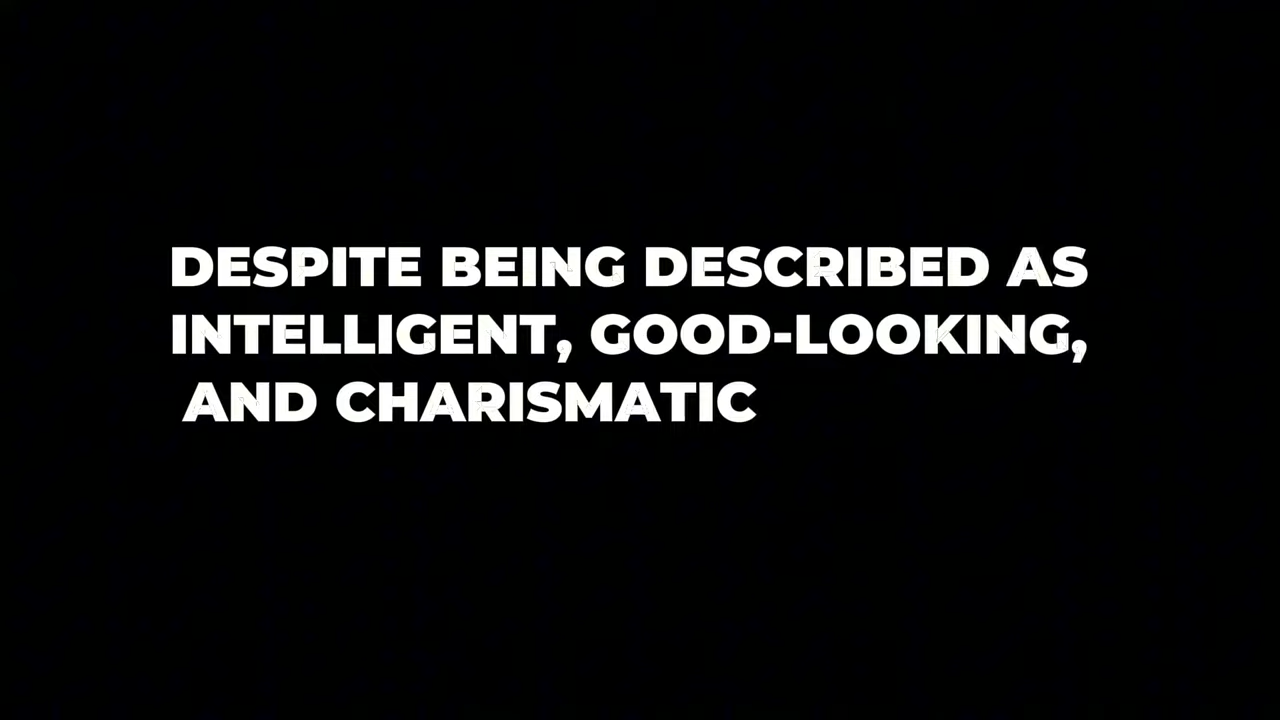 DESPITE BEING DESCRIBED AS
INTELLIGENT, GOOD-LOOKING,
AND CHARISMATIC